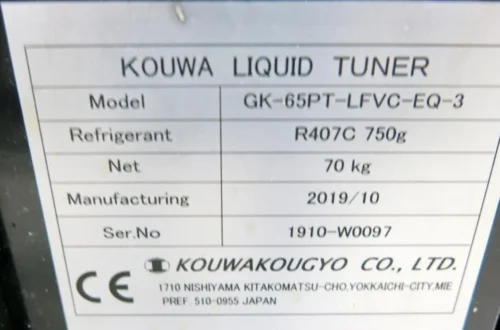 KOUWA LIQUID TUNER
Model GK-65PT-LFVC-EQ-3
Refrigerant R407C 750g
Net 70 kg
Manufacturing 2019/10
Ser.No 1910-W0097
CE KOUWAKOUGYO CO., LTD.
1710 NISHIYAMA KITAKOMATSU-CHO,YOKKAICHI-CITY,MIE
PREF. 510-0955 JAPAN